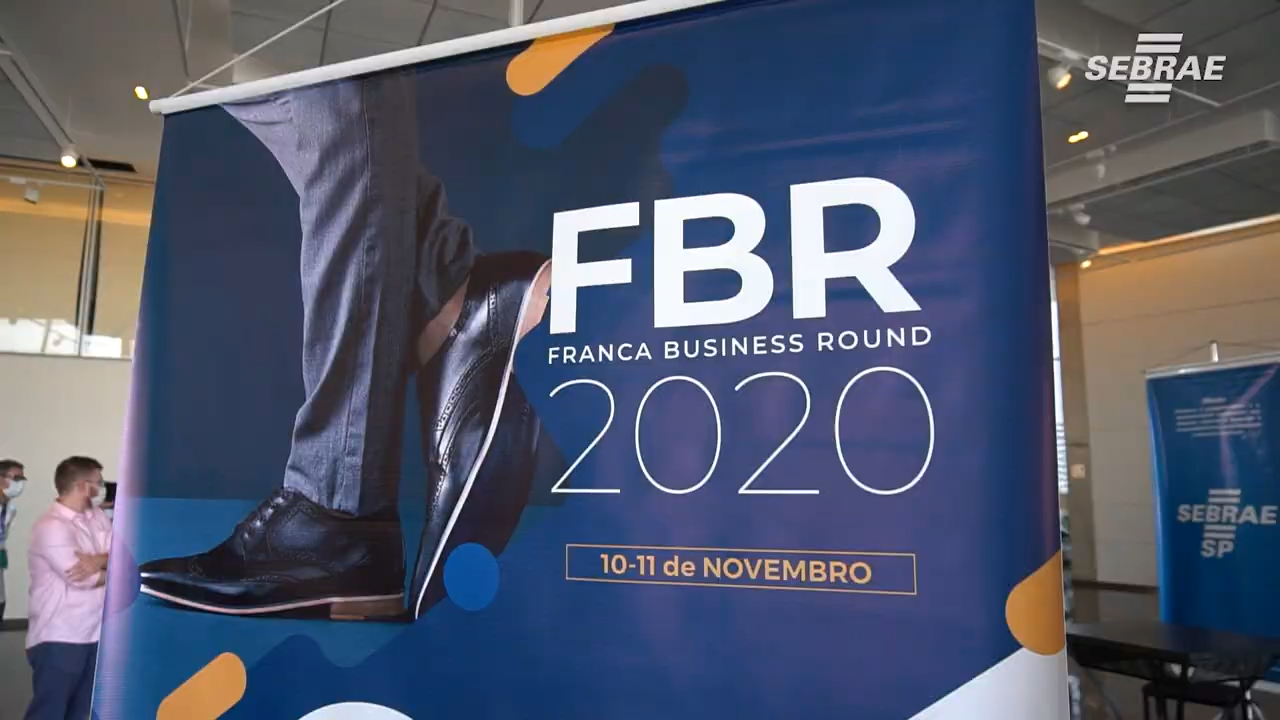 SEBRAE
FBR
FRANCA BUSINESS ROUND
2020
10-11 de NOVEMBRO
SEBRAE
SP